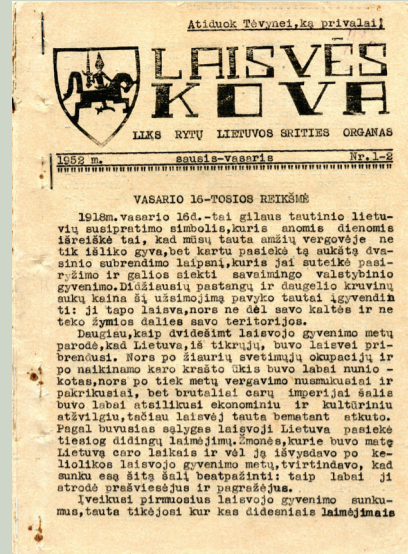 Atiduok Tėvynei,ką privalai!
LAISVĖS
KOVA
LLKS RYTŲ LIETUVOS SRITIES ORGANAS
1952 m. sausis-vasaris Nr.1-2
VASARIO 16-TOSIOS REIKŠMĖ
1918m.vasario 16d.-tai gilaus tautinio lietu-
vių susipratimo simbolis,kuris anomis dienomis
išreiškė tai, kad mūsų tauta amžių vergovėje ne
tik išliko gyva,bet kartu pasiekė tą aukštą dva-
sinio subrendimo laipsnį,kuris jai suteikė pasi-
ryžimo ir galios siekti savaimingo valstybinio
gyvenimo.Didžiausių pastangų ir daugelio kruvinų
sukų kaina šį užsimojimą pavyko tautai įgyvendin
ti: ji tapo laisva,nors ne dėl savo kaltės ir ne
teko žymios dalies savo teritorijos.
Daugiau,kaip dvidešimt laisvojo gyvenimo metų
parodė,kad Lietuva,iš tikrųjų, buvo laisvei pri-
brendusi. Nors po žiaurių svetimųjų okupacijų ir
po naikinamo karo krašto ūkis buvo labai nunio -
kotas,nors po tiek metų vergavimo nusmukusiai ir
pakrikusiai, bet brutaliai carų imperijai šalis
buvo labai atsilikusi ekonominiu ir kultūriniu
atžvilgiu,tačiau laisvėj tauta bematant atkuto.
Pagal buvusias sąlygas laisvoji Lietuva pasiekė
tiesiog didingų laimėjimų.Žmonės,kurie buvo matę
Lietuvą caro laikais ir vėl ją išvysdavo po ke-
liolikos laisvojo gyvenimo metų,tvirtindavo, kad
sunku esą šitą šalį beatpažinti: taip labai ji
atrodė prašviesėjus ir pagražėjus.
Įveikusi pirmuosius laisvojo gyvenimo sunku-
mus,tauta tikėjosi kur kas didesniais laimėjimais